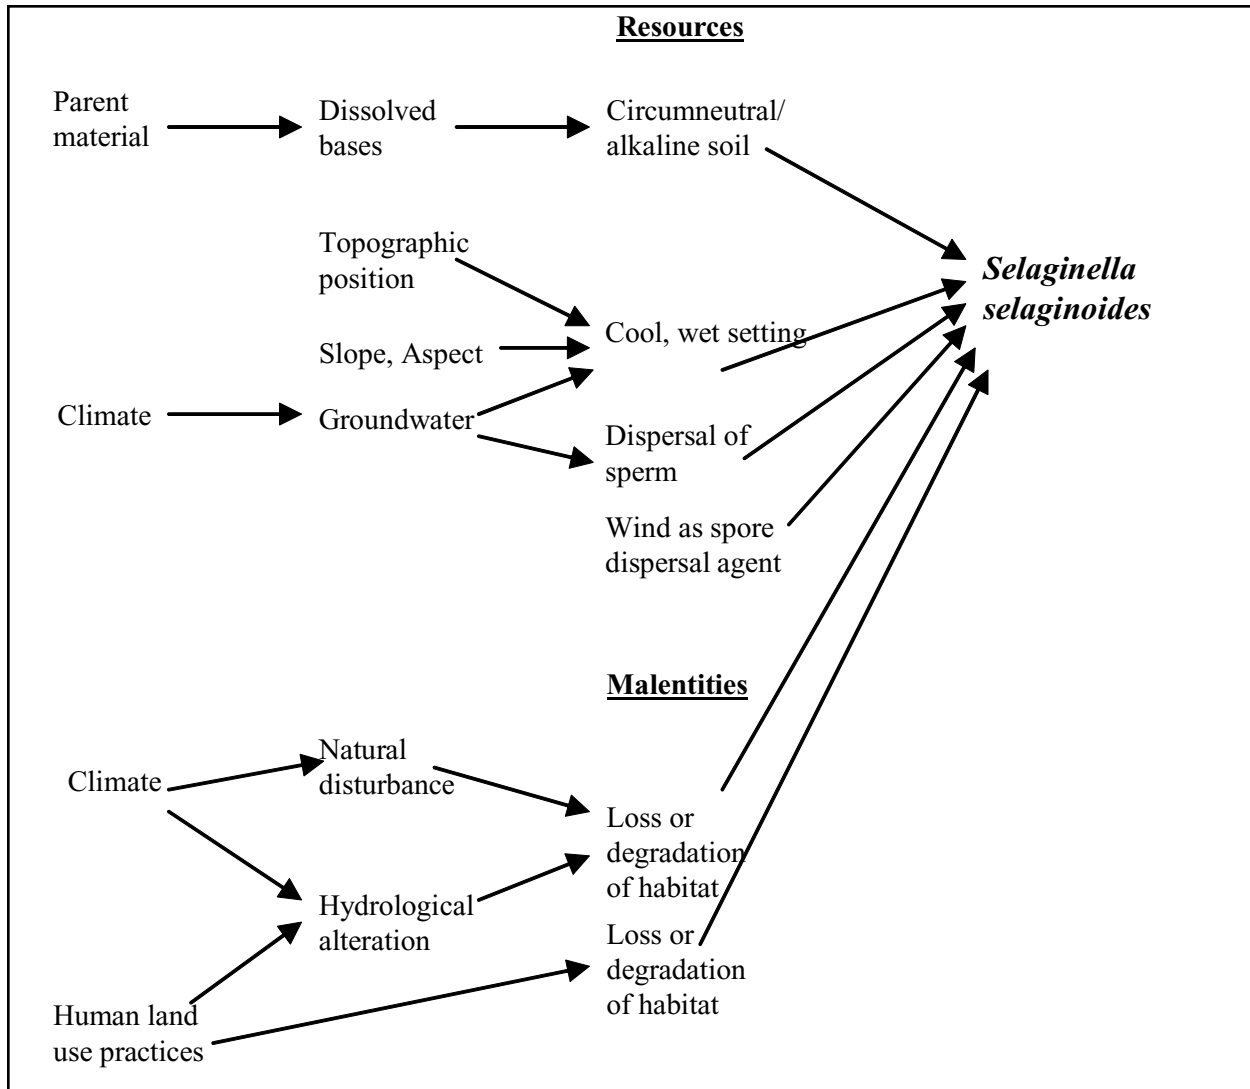 Resources
Parent
material
Dissolved
bases
Circumneutral/
alkaline soil
Topographic
position
Selaginella
selaginoides
Slope, Aspect
Cool, wet setting
Climate
Groundwater
Dispersal of
sperm
Wind as spore
dispersal agent
Malentities
Climate
Natural
disturbance
Loss or
degradation
of habitat
Hydrological
alteration
Loss or
degradation
of habitat
Human land
use practices